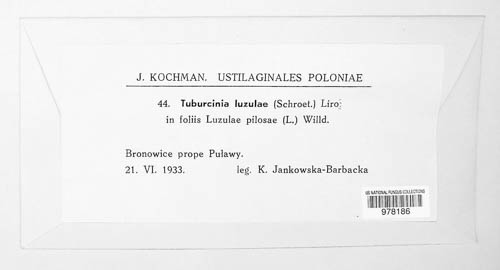 J. KOCHMAN. USTILAGINALES POLONIAE
44. Tuburcinia luzulae (Schroet.) Liro;
in foliis Luzulae pilosae (L.) Willd.
Bronowice prope Puławy.
21. VI. 1933. leg. K. Jankowska-Barbacka
US NATIONAL FUNGUS COLLECTIONS
978186